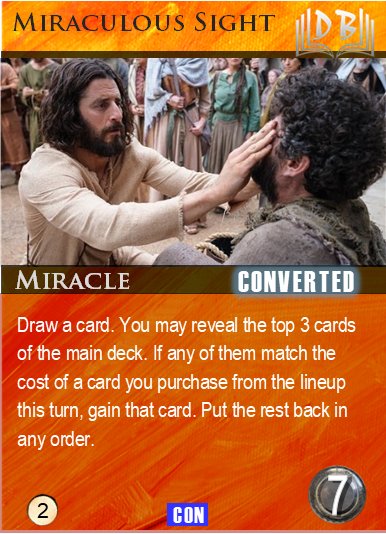 MIRACULOUS SIGHT
DB
MIRACLE
CONVERTED
Draw a card. You may reveal the top 3 cards
of the main deck. If any of them match the
cost of a card you purchase from the lineup
this turn, gain that card. Put the rest back in
any order.
2
CON
7